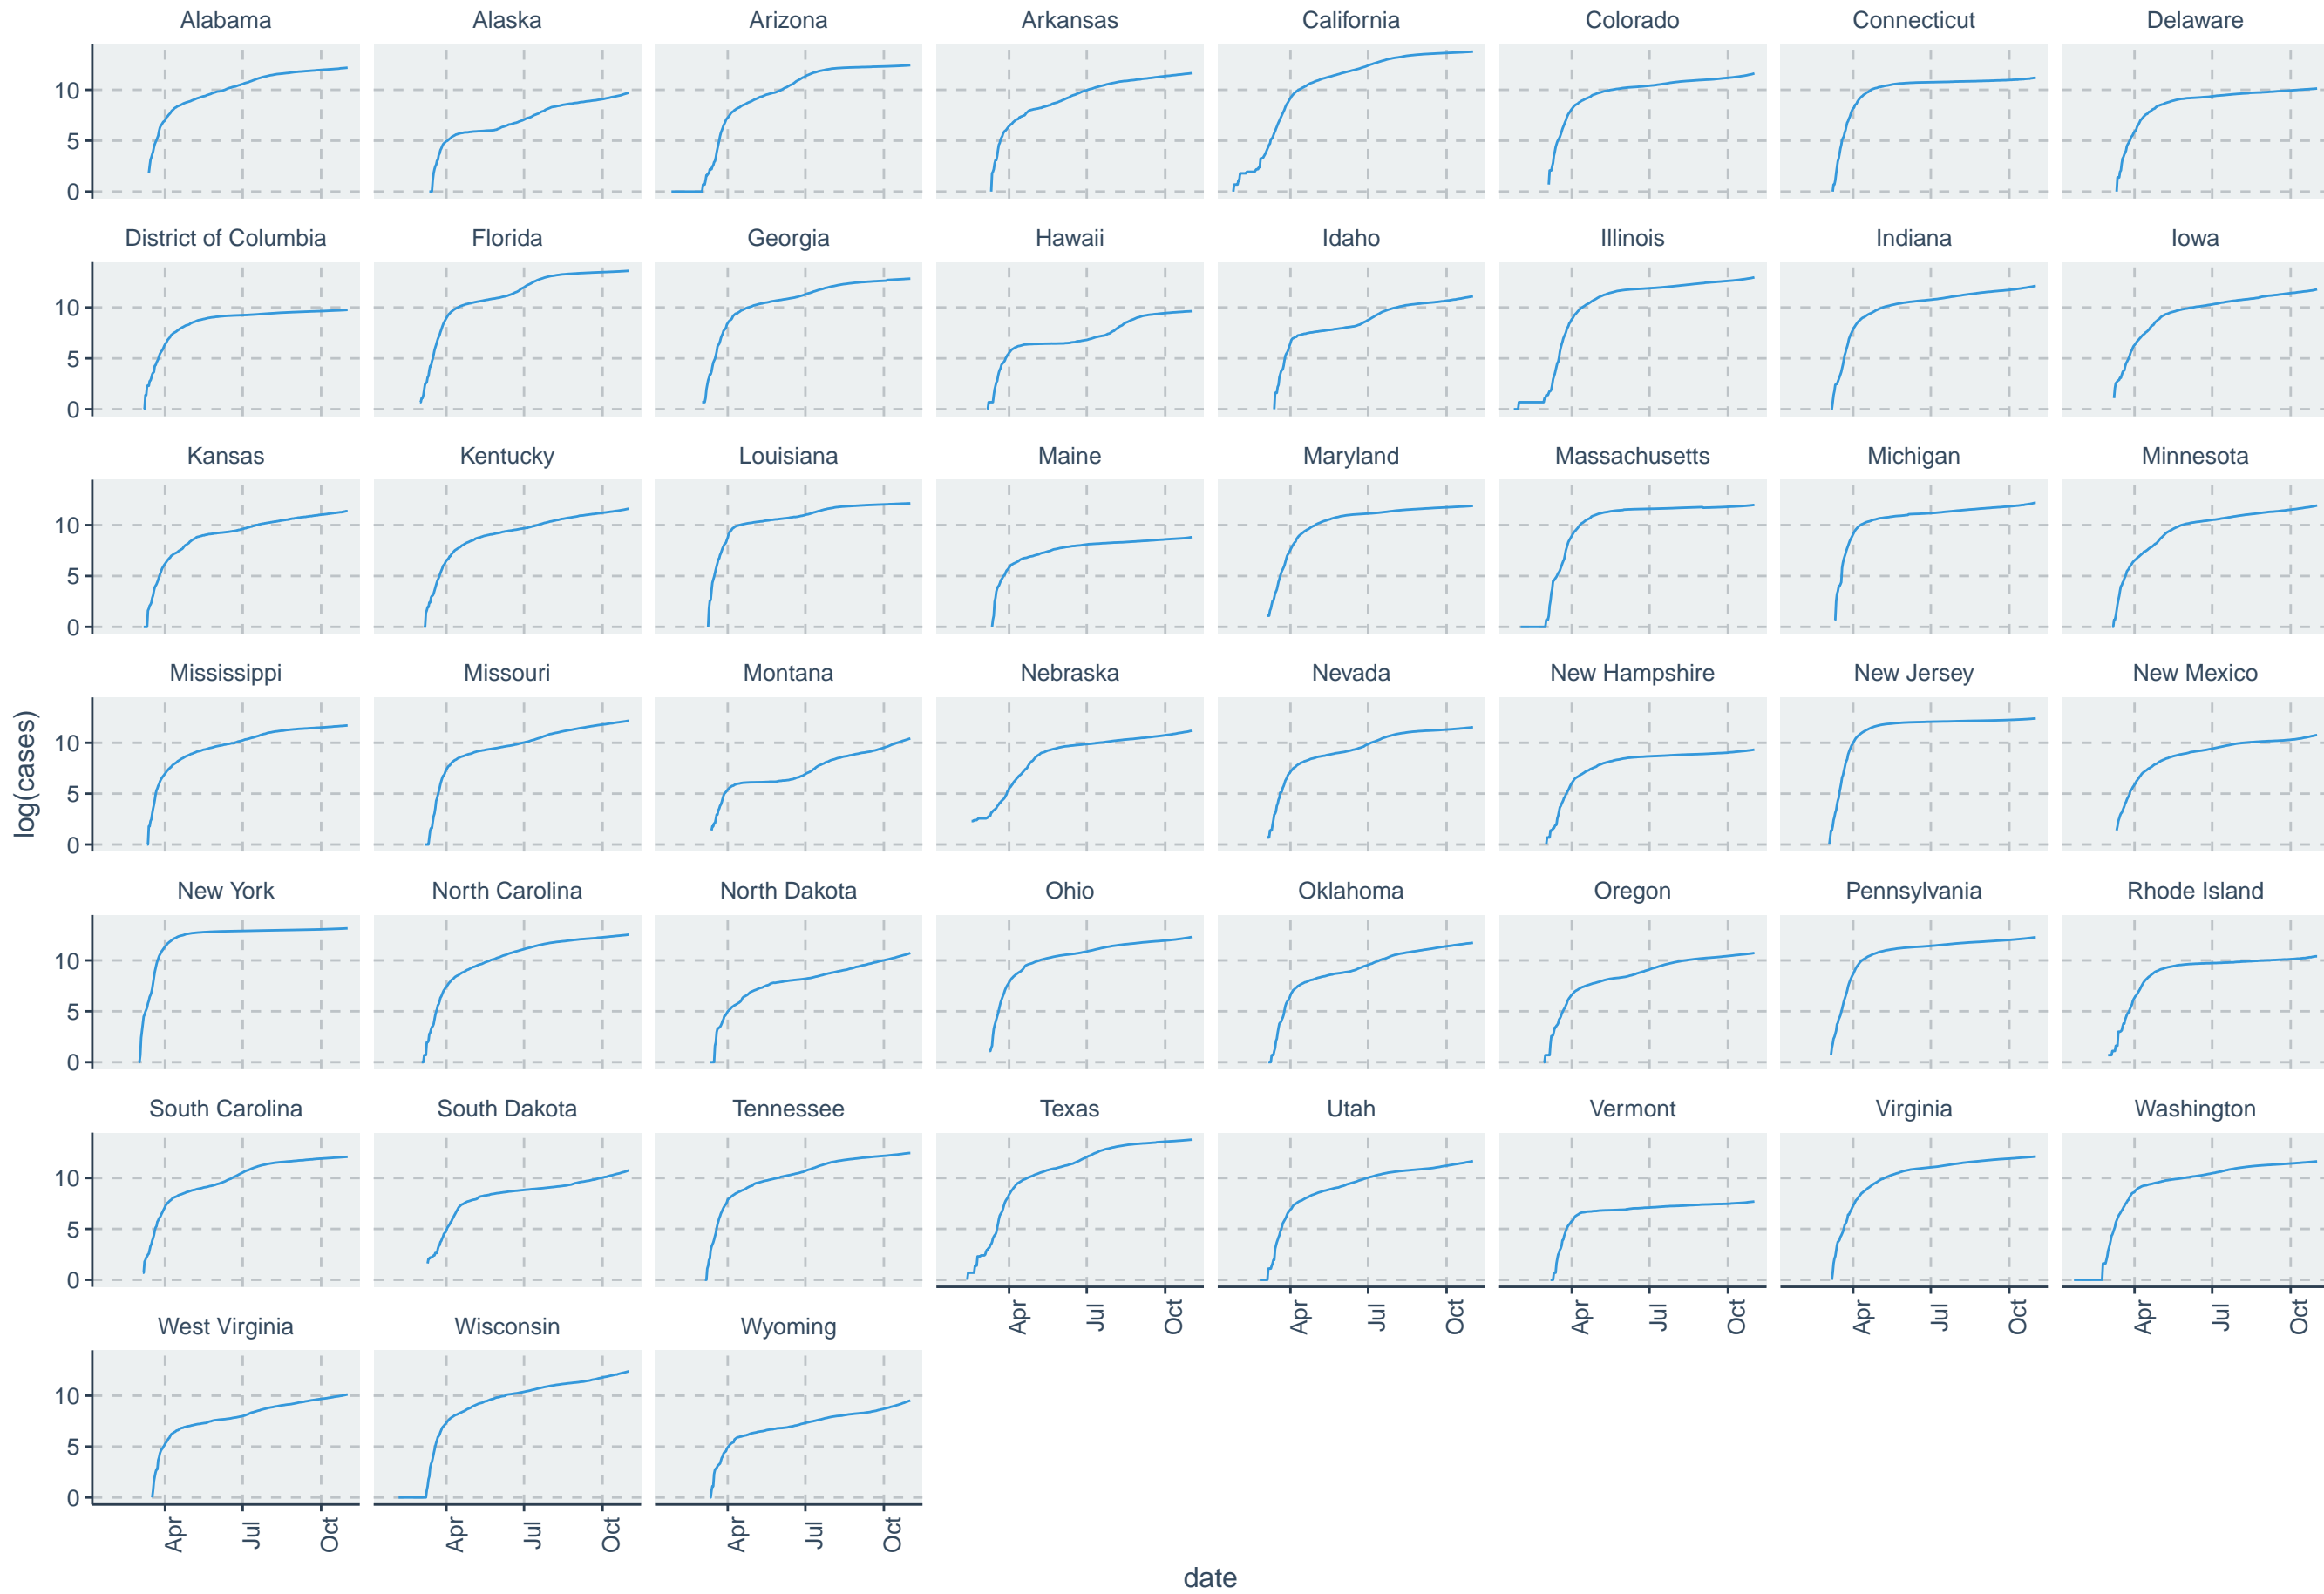 Alabama Alaska Arizona Arkansas California Colorado Connecticut Delaware
10
5
0
District of Columbia Florida Georgia Hawaii Idaho Illinois Indiana Iowa
10
5
0
Kansas Kentucky Louisiana Maine Maryland Massachusetts Michigan Minnesota
10
5
0
Mississippi Missouri Montana Nebraska Nevada New Hampshire New Jersey New Mexico
10
5
0
log(cases)
New York North Carolina North Dakota Ohio Oklahoma Oregon Pennsylvania Rhode Island
10
5
0
South Carolina South Dakota Tennessee Texas Utah Vermont Virginia Washington
10
5
0
Apr Jul Oct Apr Jul Oct Apr Jul Oct Apr Jul Oct Apr Jul Oct
West Virginia Wisconsin Wyoming
10
5
0
Apr Jul Oct Apr Jul Oct Apr Jul Oct
date